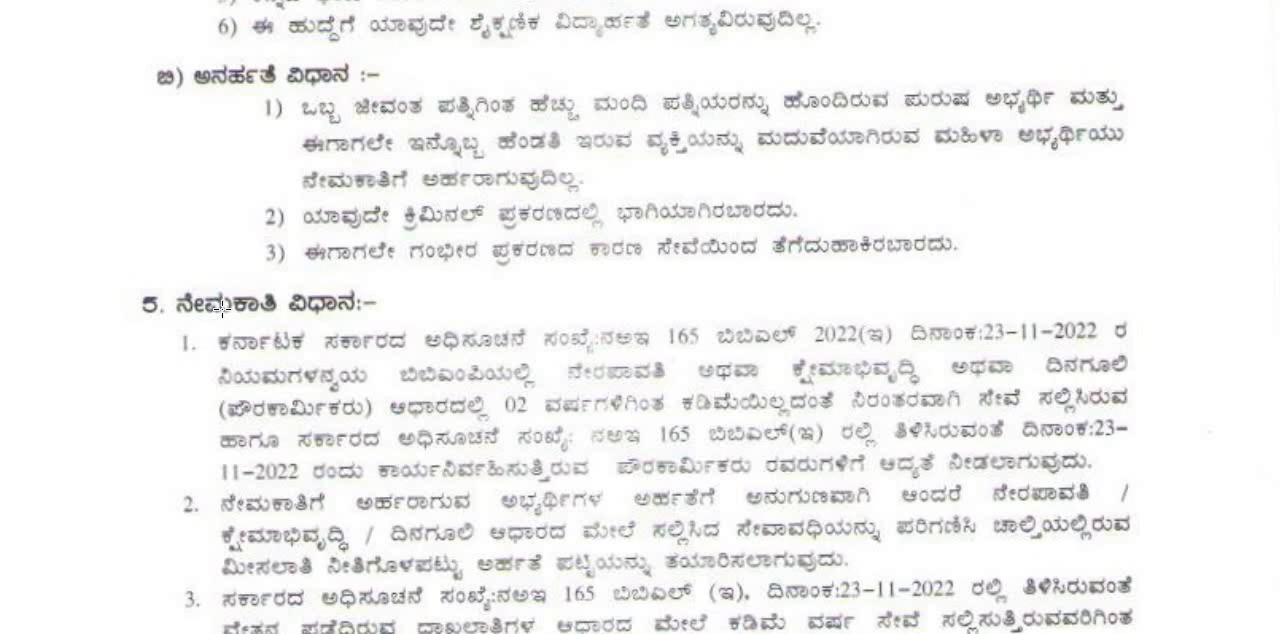 6) ಈ ಹುದ್ದೆಗೆ ಯಾವುದೇ ಶೈಕ್ಷಣಿಕ ವಿದ್ಯಾರ್ಹತೆ ಅಗತ್ಯವಿರುವುದಿಲ್ಲ.
ಬಿ) ಅನರ್ಹತೆ ವಿಧಾನ :–
1) ಒಬ್ಬ ಜೀವಂತ ಪತ್ನಿಗಿಂತ ಹೆಚ್ಚು ಮಂದಿ ಪತ್ನಿಯರನ್ನು ಹೊಂದಿರುವ ಪುರುಷ ಅಭ್ಯರ್ಥಿ ಮತ್ತು
ಈಗಾಗಲೇ ಇನ್ನೊಬ್ಬ ಹೆಂಡತಿ ಇರುವ ವ್ಯಕ್ತಿಯನ್ನು ಮದುವೆಯಾಗಿರುವ ಮಹಿಳಾ ಅಭ್ಯರ್ಥಿಯು
ನೇಮಕಾತಿಗೆ ಅರ್ಹರಾಗುವುದಿಲ್ಲ.
2) ಯಾವುದೇ ಕ್ರಿಮಿನಲ್ ಪ್ರಕರಣದಲ್ಲಿ ಭಾಗಿಯಾಗಿರಬಾರದು.
3) ಈಗಾಗಲೇ ಗಂಭೀರ ಪ್ರಕರಣದ ಕಾರಣ ಸೇವೆಯಿಂದ ತೆಗೆದುಹಾಕಿರಬಾರದು.
5. ನೇಮಕಾತಿ ವಿಧಾನ:–
1. ಕರ್ನಾಟಕ ಸರ್ಕಾರದ ಅಧಿಸೂಚನೆ ಸಂಖ್ಯೆ:ನಅಇ 165 ಬಿಬಿಎಲ್ 2022(ಇ) ದಿನಾಂಕ:23–11–2022 ರ
ನಿಯಮಗಳನ್ವಯ ಬಿಬಿಎಂಪಿಯಲ್ಲಿ ನೇರಪಾವತಿ ಅಥವಾ ಕ್ಷೇಮಾಭಿವೃದ್ಧಿ ಅಥವಾ ದಿನಗೂಲಿ
(ಪೌರಕಾರ್ಮಿಕರು) ಆಧಾರದಲ್ಲಿ 02 ವರ್ಷಗಳಿಗಿಂತ ಕಡಿಮೆಯಿಲ್ಲದಂತೆ ನಿರಂತರವಾಗಿ ಸೇವೆ ಸಲ್ಲಿಸಿರುವ
ಹಾಗೂ ಸರ್ಕಾರದ ಅಧಿಸೂಚನೆ ಸಂಖ್ಯೆ: ನಅಇ 165 ಬಿಬಿಎಲ್(ಇ) ರಲ್ಲಿ ತಿಳಿಸಿರುವಂತೆ ದಿನಾಂಕ:23–
11–2022 ರಂದು ಕಾರ್ಯನಿರ್ವಹಿಸುತ್ತಿರುವ ಪೌರಕಾರ್ಮಿಕರು ರವರುಗಳಿಗೆ ಆದ್ಯತೆ ನೀಡಲಾಗುವುದು.
2. ನೇಮಕಾತಿಗೆ ಅರ್ಹರಾಗುವ ಅಭ್ಯರ್ಥಿಗಳ ಅರ್ಹತೆಗೆ ಅನುಗುಣವಾಗಿ ಅಂದರೆ ನೇರಪಾವತಿ /
ಕ್ಷೇಮಾಭಿವೃದ್ಧಿ / ದಿನಗೂಲಿ ಆಧಾರದ ಮೇಲೆ ಸಲ್ಲಿಸಿದ ಸೇವಾವಧಿಯನ್ನು ಪರಿಗಣಿಸಿ ಚಾಲ್ತಿಯಲ್ಲಿರುವ
ಮೀಸಲಾತಿ ನೀತಿಗೊಳಪಟ್ಟು ಅರ್ಹತೆ ಪಟ್ಟಿಯನ್ನು ತಯಾರಿಸಲಾಗುವುದು.
3. ಸರ್ಕಾರದ ಅಧಿಸೂಚನೆ ಸಂಖ್ಯೆ:ನಅಇ 165 ಬಿಬಿಎಲ್ (ಇ), ದಿನಾಂಕ:23–11–2022 ರಲ್ಲಿ ತಿಳಿಸಿರುವಂತೆ
ವೇತನ ಪಡೆದಿರುವ ದಾಖಲಾತಿಗಳ ಆಧಾರದ ಮೇಲೆ ಕಡಿಮೆ ವರ್ಷ ಸೇವೆ ಸಲ್ಲಿಸುತ್ತಿರುವವರಿಗಿಂತ